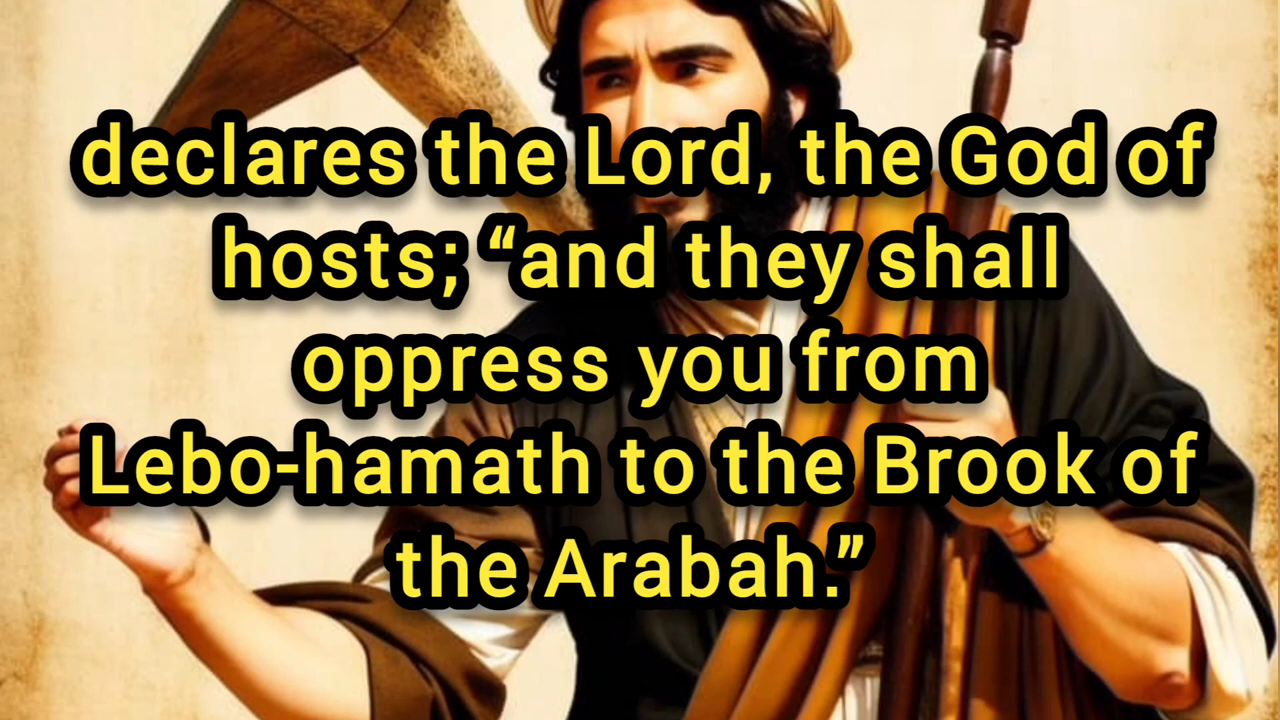 declares the Lord, the God of
hosts; “and they shall
oppress you from
Lebo-hamath to the Brook of
the Arabah.”